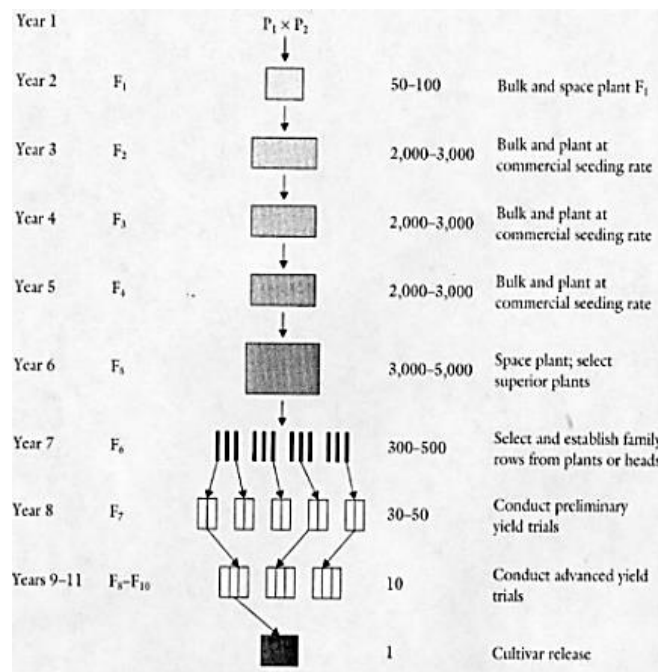 Year 1 P₁ × P₂
Year 2 F₁ 50–100 Bulk and space plant F₁
Year 3 F₂ 2,000–3,000 Bulk and plant at
commercial seeding rate
Year 4 F₃ 2,000–3,000 Bulk and plant at
commercial seeding rate
Year 5 F₄ 2,000–3,000 Bulk and plant at
commercial seeding rate
Year 6 F₅ 3,000–5,000 Space plant; select
superior plants
Year 7 F₆ 300–500 Select and establish family
rows from plants or heads
Year 8 F₇ 30–50 Conduct preliminary
yield trials
Years 9–11 F₈–F₁₀ 10 Conduct advanced yield
trials
1 Cultivar release